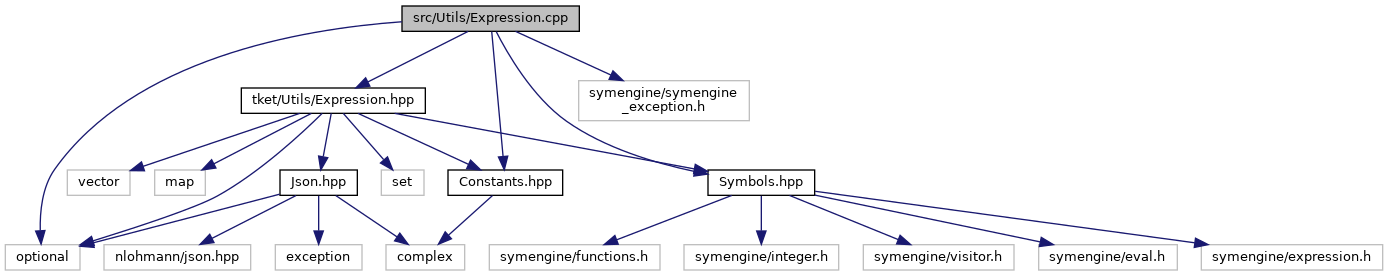 src/Utils/Expression.cpp
tket/Utils/Expression.hpp
symengine/symengine
_exception.h
vector
map
Json.hpp
set
Constants.hpp
Symbols.hpp
optional
nlohmann/json.hpp
exception
complex
symengine/functions.h
symengine/integer.h
symengine/visitor.h
symengine/eval.h
symengine/expression.h